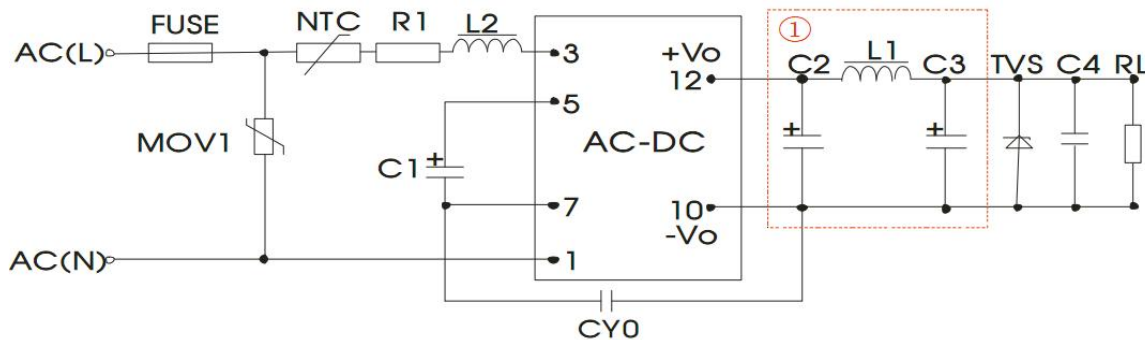 FUSE NTC R1 L2
AC(L)
3
+Vo
12
①
C2 L1 C3 TVS C4 RL
5
MOV1
C1 +
AC-DC
+ +
7
10
-Vo
AC(N)
1
CY0